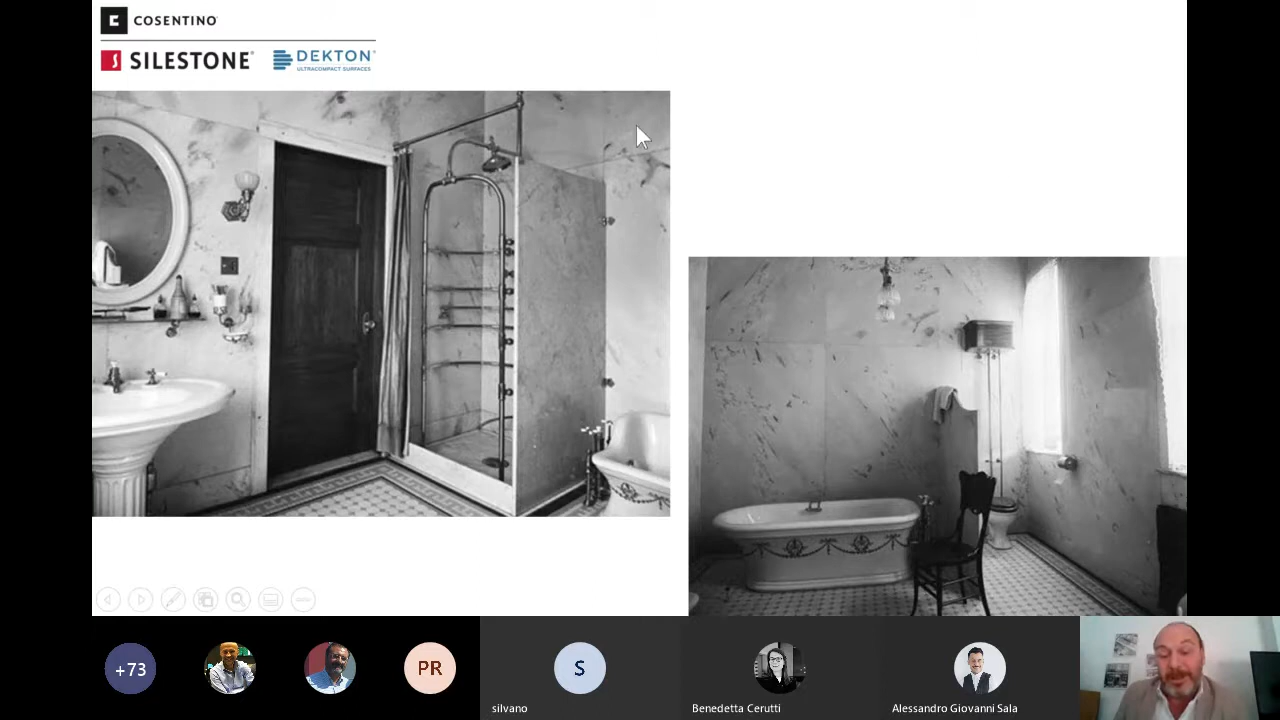 COSENTINO
SILESTONE
DEKTON
ULTRACOMPACT SURFACES
+73
PR
S
silvano
Benedetta Cerutti
Alessandro Giovanni Sala